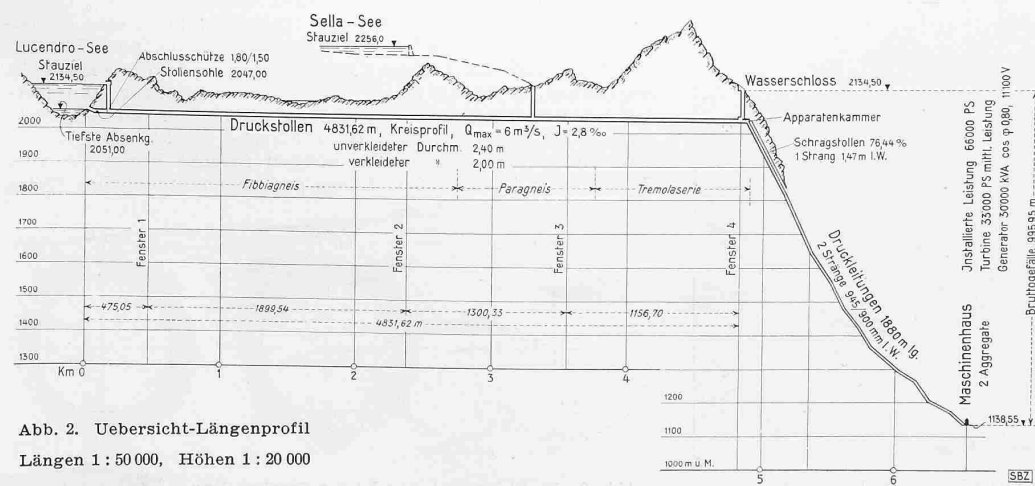 Lucendro-See
Stauziel
2134,50
Abschlusschütze 1,80/1,50
Stollensohle 2047,00
Tiefste Absenkg.
2051,00
Sella-See
Stauziel 2256,0
Wasserschloss 2134,50
Apparatenkammer
Schrägstollen 76,44%
1 Strang 1,47 m l.W.
Druckstollen 4831,62 m, Kreisprofil, Qmax = 6 m³/s, J = 2,8 ‰
unverkleideter Durchm. 2,40 m
verkleideter " 2,00 m
Fibbiagneis
Paragneis
Tremolaserie
Fenster 1
Fenster 2
Fenster 3
Fenster 4
475,05
1899,54
1300,33
1156,70
4831,62 m
2000
1900
1800
1700
1600
1500
1400
1300
Km 0
1
2
3
4
1200
1100
1000 m ü. M.
5
6
Druckleitungen 1880 m lg.
2 Stränge 945/900 mm l.W.
Maschinenhaus
2 Aggregate
Jnstallierte Leistung 66000 PS
Turbine 33000 PS mittl. Leistung
Generator 30000 kVA cos φ 0,80, 11100 V
Bruttogefälle 995,95 m
1138,55
SBZ
Abb. 2. Uebersicht-Längenprofil
Längen 1 : 50 000, Höhen 1 : 20 000